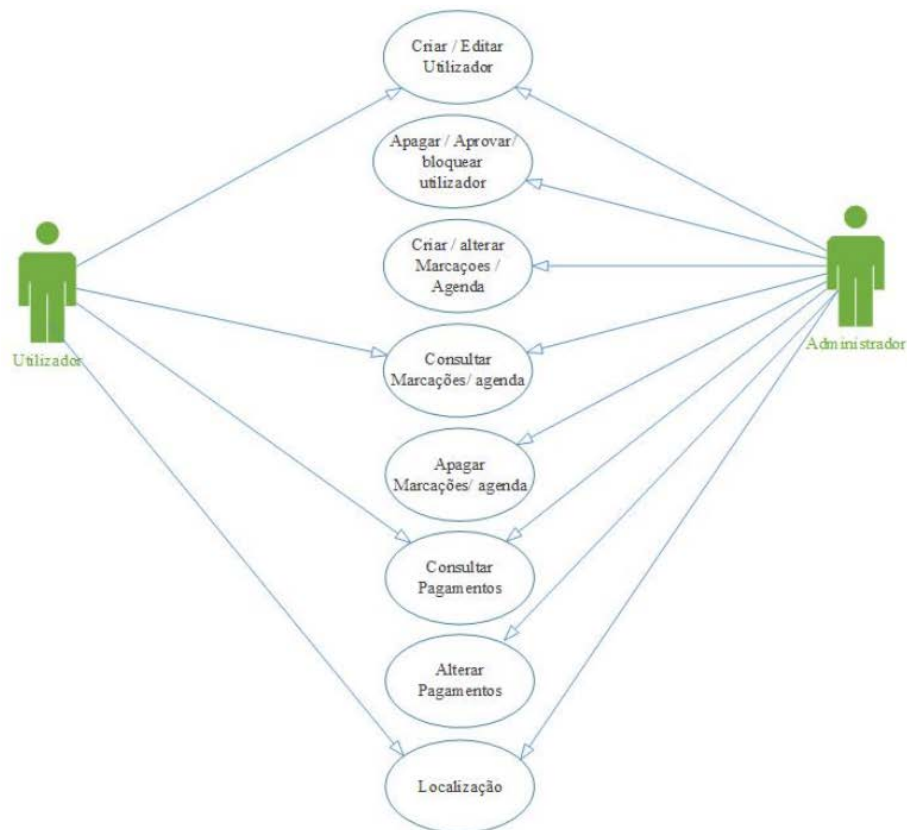 Criar / Editar
Utilizador
Apagar / Aprovar/
bloquear
utilizador
Criar / alterar
Marcaçoes /
Agenda
Utilizador
Administrador
Consultar
Marcações/ agenda
Apagar
Marcações/ agenda
Consultar
Pagamentos
Alterar
Pagamentos
Localização